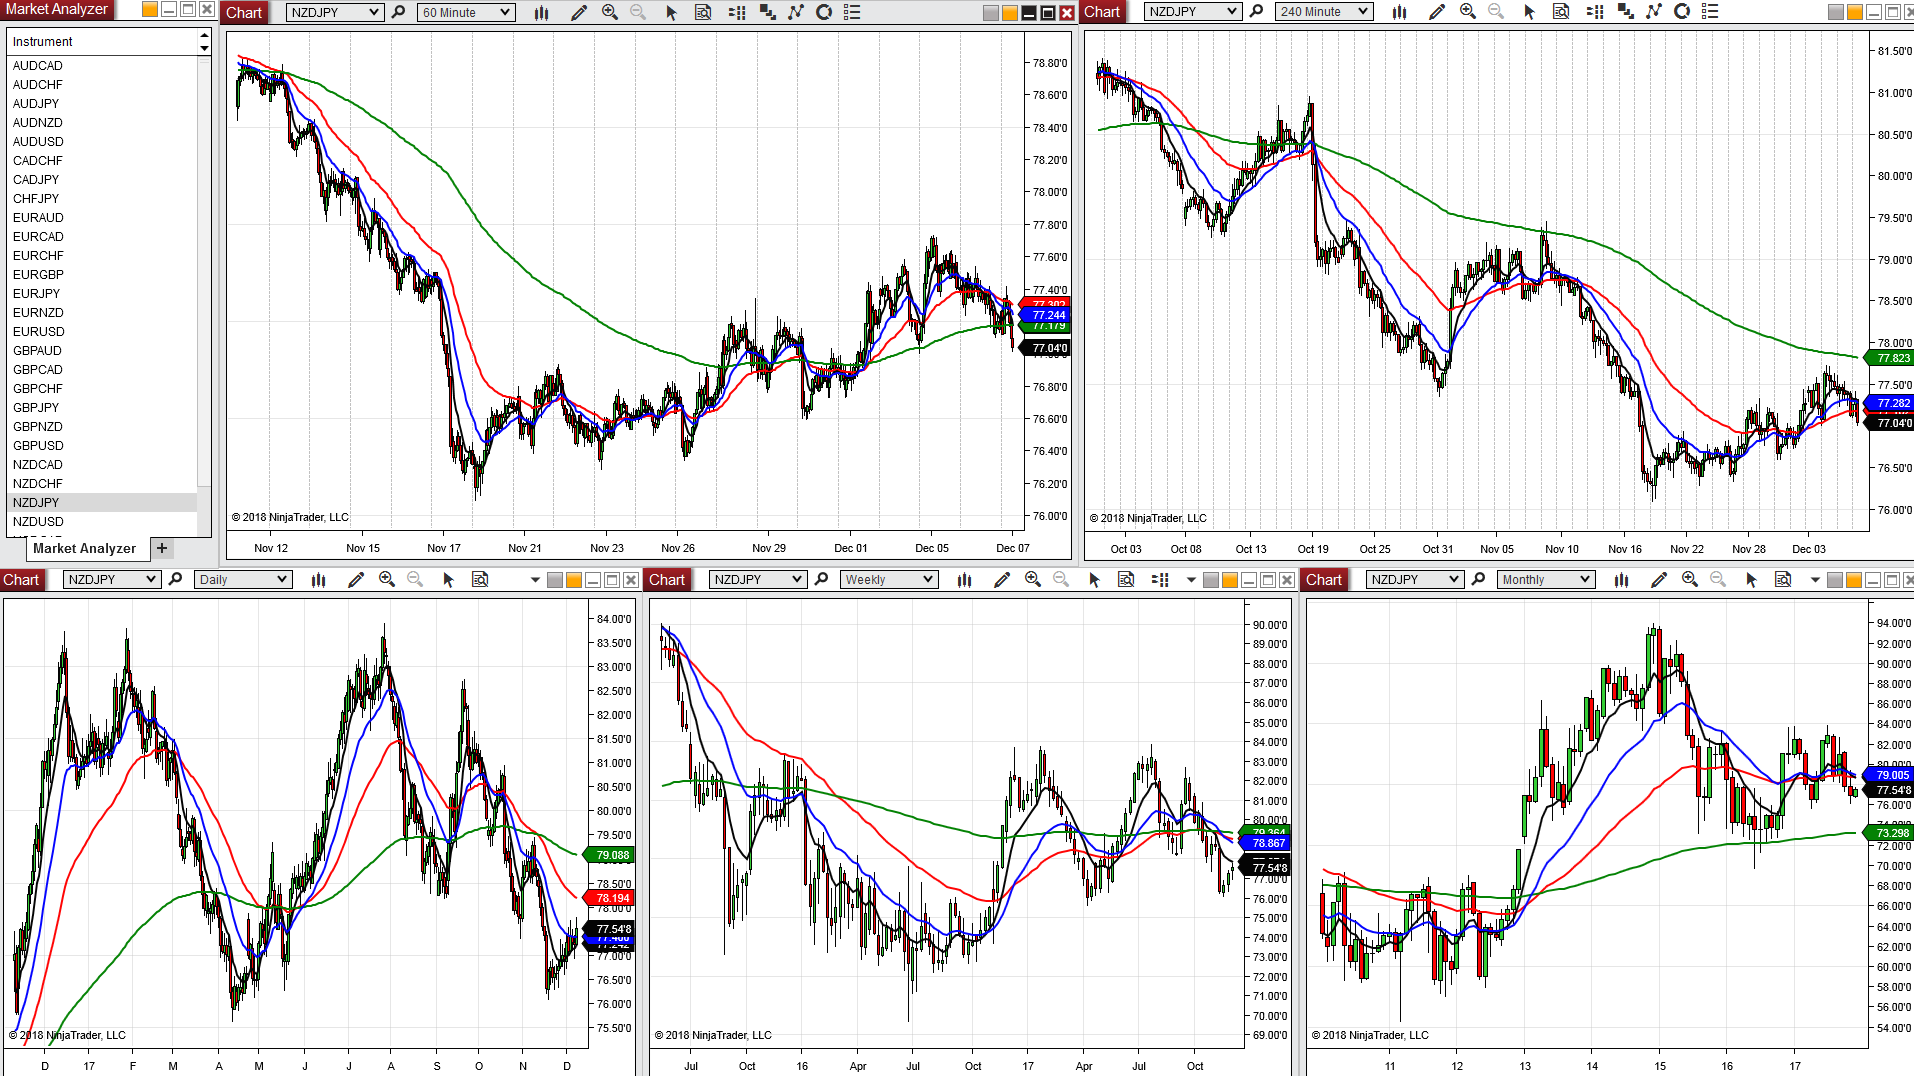 Market Analyzer
Instrument
AUDCAD
AUDCHF
AUDJPY
AUDNZD
AUDUSD
CADCHF
CADJPY
CHFJPY
EURAUD
EURCAD
EURCHF
EURGBP
EURJPY
EURNZD
EURUSD
GBPAUD
GBPCAD
GBPCHF
GBPJPY
GBPNZD
GBPUSD
NZDCAD
NZDCHF
NZDJPY
NZDUSD
Market Analyzer +
Chart NZDJPY 60 Minute
78.80'0
78.60'0
78.40'0
78.20'0
78.00'0
77.80'0
77.60'0
77.40'0
77.302
77.244
77.179
77.04'0
76.80'0
76.60'0
76.40'0
76.20'0
76.00'0
© 2018 NinjaTrader, LLC
Nov 12 Nov 15 Nov 17 Nov 21 Nov 23 Nov 26 Nov 29 Dec 01 Dec 05 Dec 07
Chart NZDJPY 240 Minute
81.50'0
81.00'0
80.50'0
80.00'0
79.50'0
79.00'0
78.50'0
78.00'0
77.823
77.50'0
77.282
77.04'0
76.50'0
76.00'0
© 2018 NinjaTrader, LLC
Oct 03 Oct 08 Oct 13 Oct 19 Oct 25 Oct 31 Nov 05 Nov 10 Nov 16 Nov 22 Nov 28 Dec 03
Chart NZDJPY Daily
84.00'0
83.50'0
83.00'0
82.50'0
82.00'0
81.50'0
81.00'0
80.50'0
80.00'0
79.50'0
79.088
78.50'0
78.194
78.00'0
77.54'8
77.00'0
76.50'0
76.00'0
75.50'0
© 2018 NinjaTrader, LLC
D 17 F M A M J J A S O N D
Chart NZDJPY Weekly
90.00'0
89.00'0
88.00'0
87.00'0
86.00'0
85.00'0
84.00'0
83.00'0
82.00'0
81.00'0
80.00'0
79.364
78.867
77.54'8
77.00'0
76.00'0
75.00'0
74.00'0
73.00'0
72.00'0
71.00'0
70.00'0
69.00'0
© 2018 NinjaTrader, LLC
Jul Oct 16 Apr Jul Oct 17 Apr Jul Oct
Chart NZDJPY Monthly
94.00'0
92.00'0
90.00'0
88.00'0
86.00'0
84.00'0
82.00'0
80.00'0
79.005
77.54'8
76.00'0
74.00'0
73.298
72.00'0
70.00'0
68.00'0
66.00'0
64.00'0
62.00'0
60.00'0
58.00'0
56.00'0
54.00'0
© 2018 NinjaTrader, LLC
11 12 13 14 15 16 17